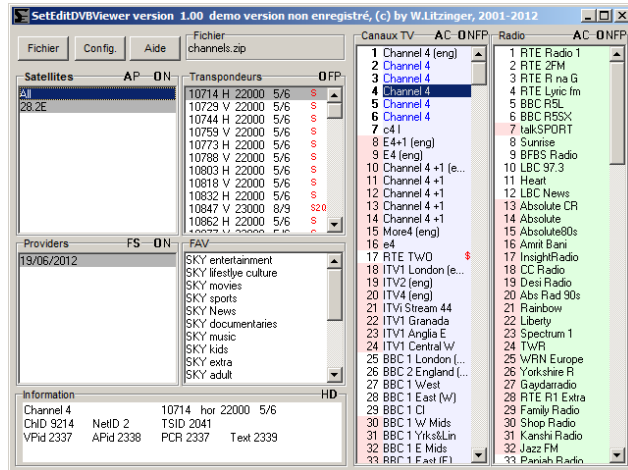 SetEditDVBViewer version 1.00 demo version non enregistré, (c) by W.Litzinger, 2001-2012
Fichier
Config.
Aide
Fichier
channels.zip
Satellites AP ON
All
28.2E
Transpondeurs OFP
10714 H 22000 5/6 S
10729 V 22000 5/6 S
10744 H 22000 5/6 S
10759 V 22000 5/6 S
10773 H 22000 5/6 S
10788 V 22000 5/6 S
10803 H 22000 5/6 S
10818 V 22000 5/6 S
10832 H 22000 5/6 S
10847 V 23000 8/9 S20
10862 H 22000 5/6 S
Providers FS ON
19/06/2012
FAV
SKY entertainment
SKY lifestlye culture
SKY movies
SKY sports
SKY News
SKY documentaries
SKY music
SKY kids
SKY extra
SKY adult
Information HD
Channel 4 10714 hor 22000 5/6
ChID 9214 NetID 2 TSID 2041
VPid 2337 APid 2338 PCR 2337 Text 2339
Canaux TV AC ONFP
1 Channel 4 (eng)
2 Channel 4
3 Channel 4
4 Channel 4
5 Channel 4
6 Channel 4
7 c4 I
8 E4+1 (eng)
9 E4 (eng)
10 Channel 4 +1 (e...
11 Channel 4 +1
12 Channel 4 +1
13 Channel 4 +1
14 Channel 4 +1
15 More4 (eng)
16 e4
17 RTE TWO $
18 ITV1 London (e...
19 ITV2 (eng)
20 ITV4 (eng)
21 ITVi Stream 44
22 ITV1 Granada
23 ITV1 Anglia E
24 ITV1 Central W
25 BBC 1 London (...
26 BBC 2 England (...
27 BBC 1 West
28 BBC 1 East (W)
29 BBC 1 CI
30 BBC 1 W Mids
31 BBC 1 Yrks&Lin
32 BBC 1 E Mids
33 BBC 1 East (E)
Radio AC ONFP
1 RTE Radio 1
2 RTE 2FM
3 RTE R na G
4 RTE Lyric fm
5 BBC R5L
6 BBC R5SX
7 talkSPORT
8 Sunrise
9 BFBS Radio
10 LBC 97.3
11 Heart
12 LBC News
13 Absolute CR
14 Absolute
15 Absolute80s
16 Amrit Bani
17 InsightRadio
18 CC Radio
19 Desi Radio
20 Abs Rad 90s
21 Rainbow
22 Liberty
23 Spectrum 1
24 TWR
25 WRN Europe
26 Yorkshire R
27 Gaydarradio
28 RTE R1 Extra
29 Family Radio
30 Shop Radio
31 Kanshi Radio
32 Jazz FM
33 Panjab Radio